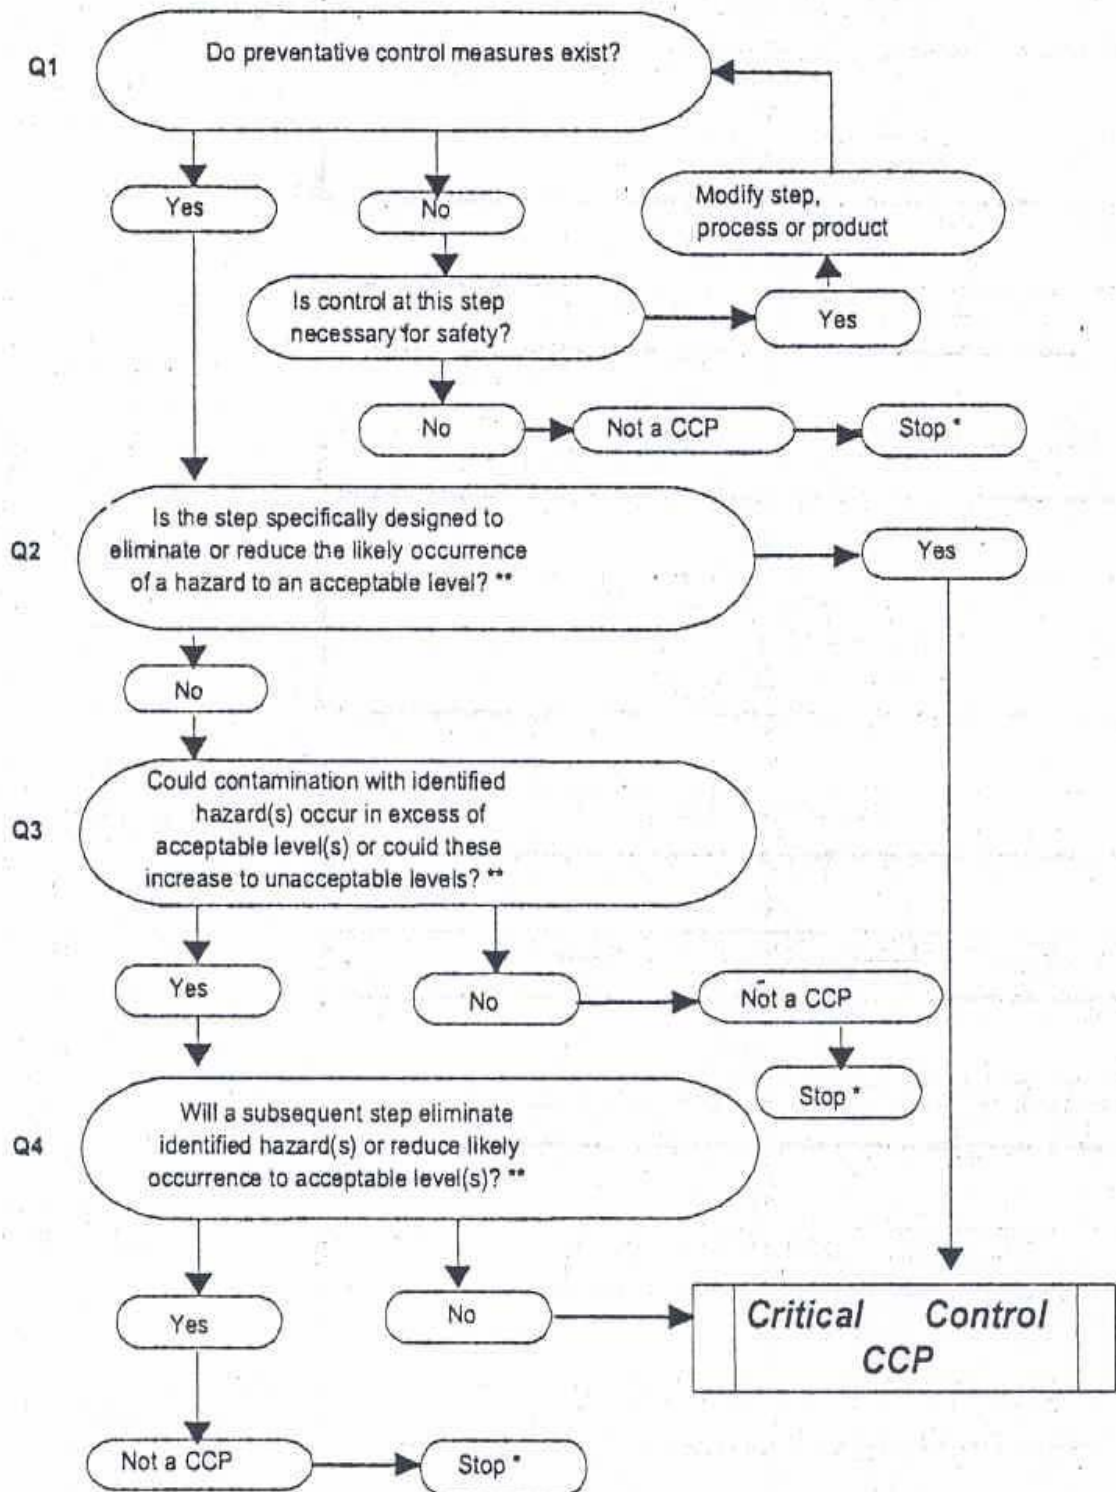 Q1
Do preventative control measures exist?
Yes
No
Modify step,
process or product
Is control at this step
necessary for safety?
Yes
No
Not a CCP
Stop *
Q2
Is the step specifically designed to
eliminate or reduce the likely occurrence
of a hazard to an acceptable level? **
Yes
No
Q3
Could contamination with identified
hazard(s) occur in excess of
acceptable level(s) or could these
increase to unacceptable levels? **
Yes
No
Not a CCP
Stop *
Q4
Will a subsequent step eliminate
identified hazard(s) or reduce likely
occurrence to acceptable level(s)? **
Yes
No
Critical Control
CCP
Not a CCP
Stop *